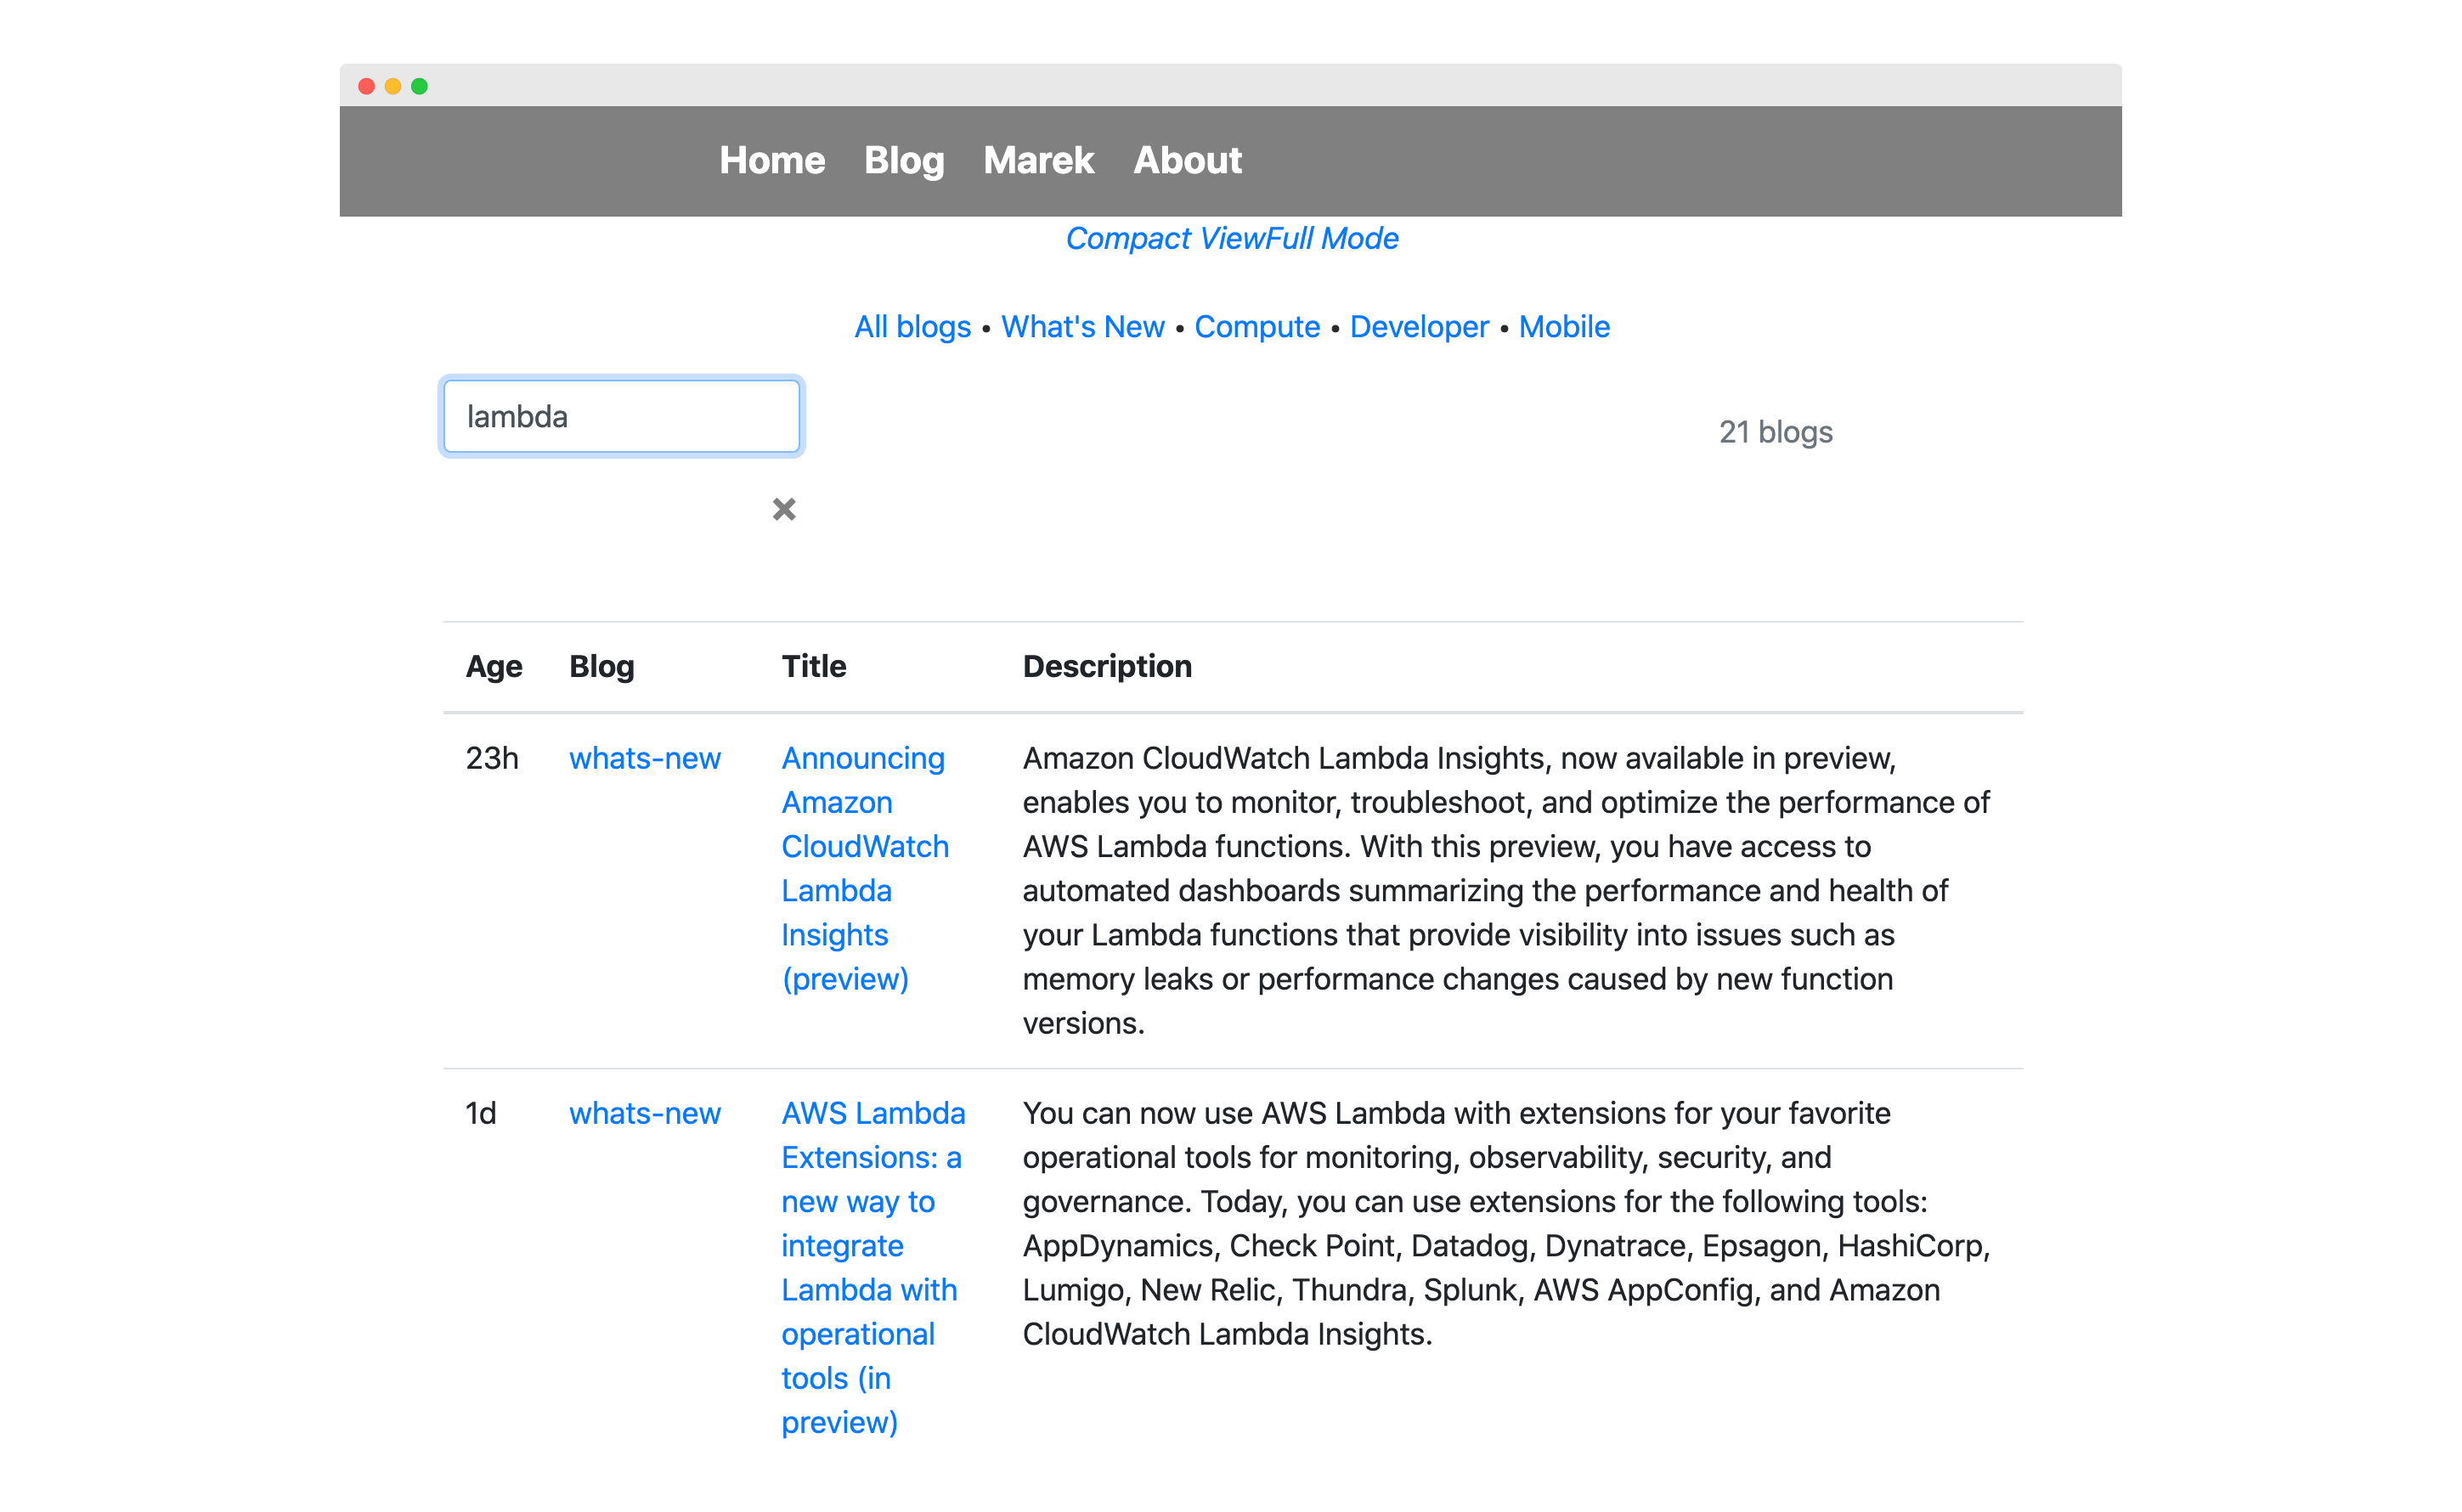 Home Blog Marek About
Compact ViewFull Mode
All blogs • What's New • Compute • Developer • Mobile
lambda
21 blogs
Age Blog Title Description
23h whats-new Announcing Amazon CloudWatch Lambda Insights (preview)
Amazon CloudWatch Lambda Insights, now available in preview,
enables you to monitor, troubleshoot, and optimize the performance of
AWS Lambda functions. With this preview, you have access to
automated dashboards summarizing the performance and health of
your Lambda functions that provide visibility into issues such as
memory leaks or performance changes caused by new function
versions.
1d whats-new AWS Lambda Extensions: a new way to integrate Lambda with operational tools (in preview)
You can now use AWS Lambda with extensions for your favorite
operational tools for monitoring, observability, security, and
governance. Today, you can use extensions for the following tools:
AppDynamics, Check Point, Datadog, Dynatrace, Epsagon, HashiCorp,
Lumigo, New Relic, Thundra, Splunk, AWS AppConfig, and Amazon
CloudWatch Lambda Insights.